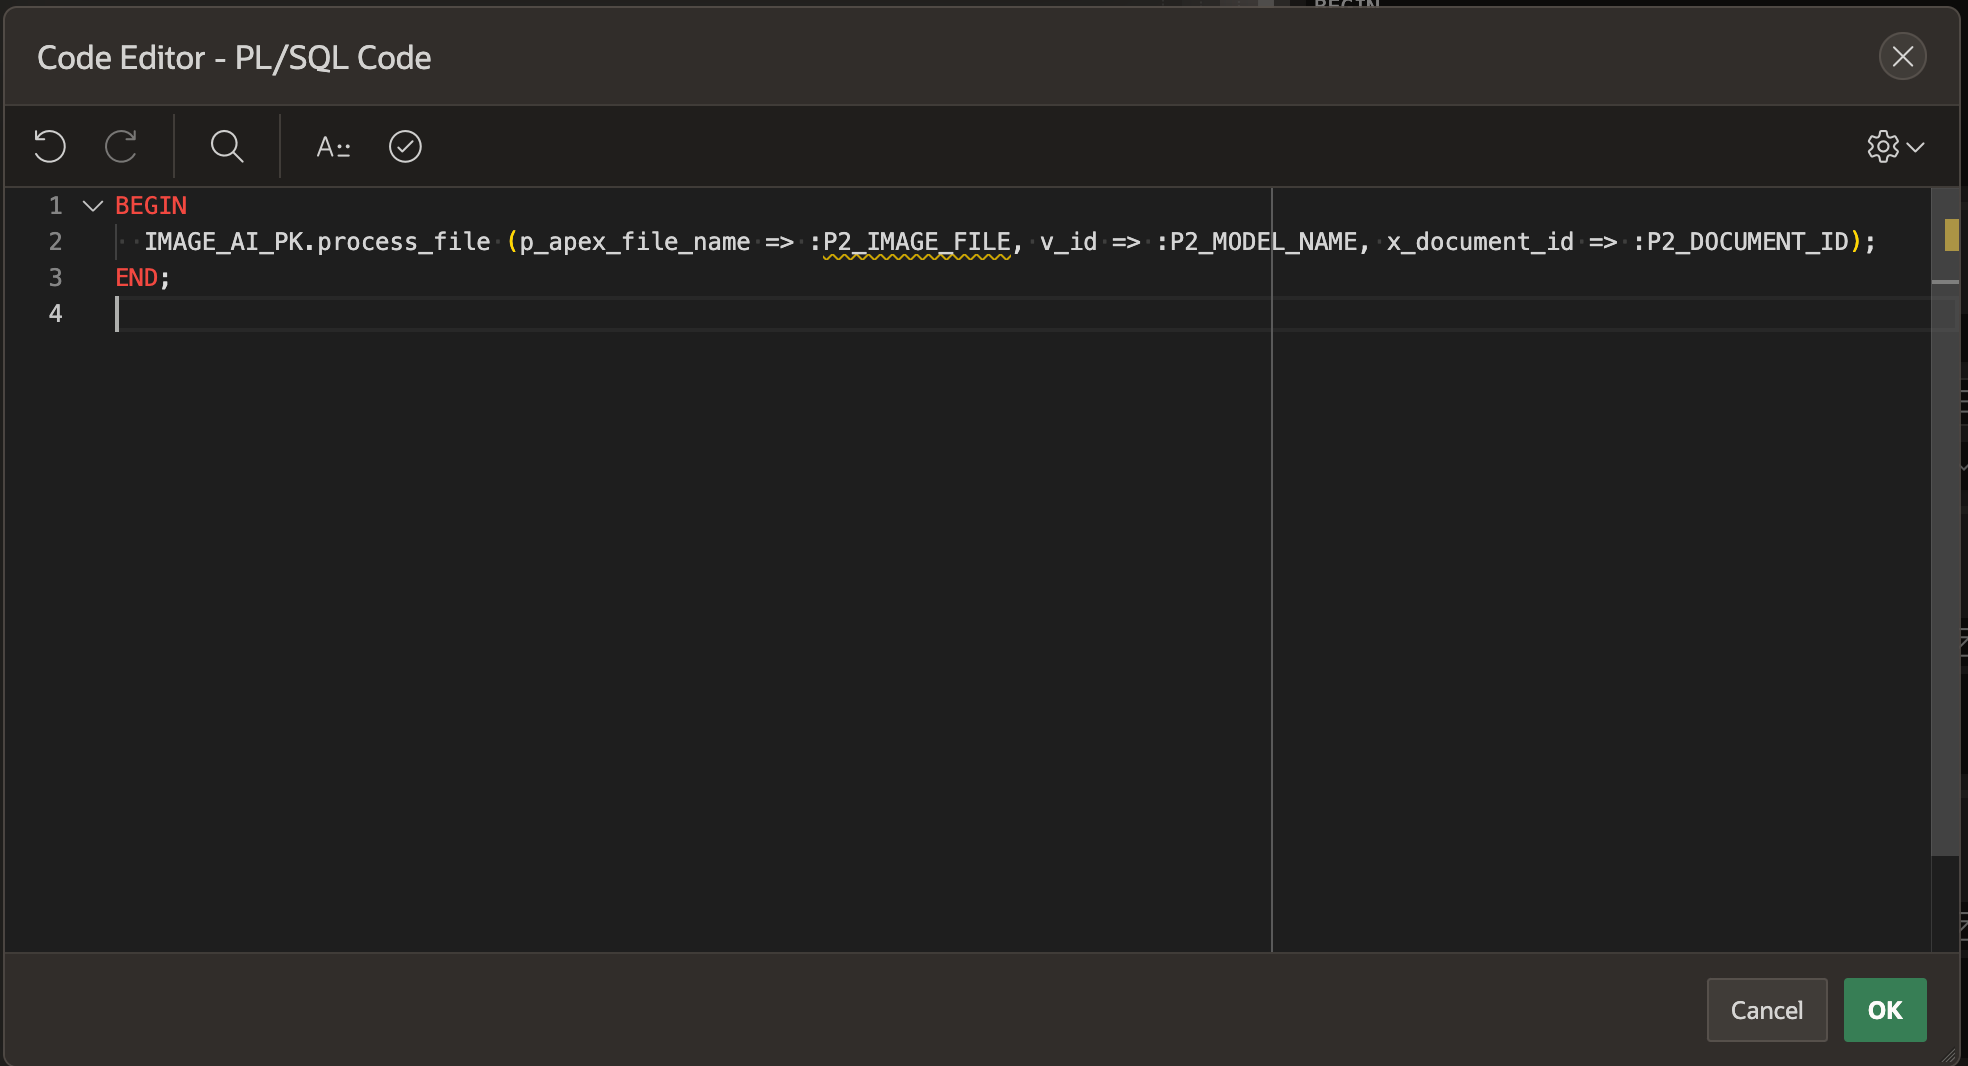 BEGIN
Code Editor - PL/SQL Code
A
1 BEGIN
2 IMAGE_AI_PK.process_file (p_apex_file_name => :P2_IMAGE_FILE, v_id => :P2_MODEL_NAME, x_document_id => :P2_DOCUMENT_ID);
3 END;
4
Cancel OK